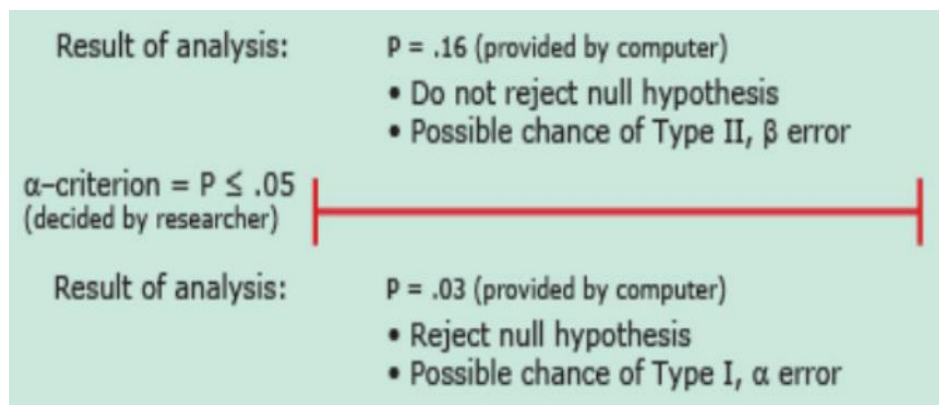 Result of analysis: P = .16 (provided by computer)
• Do not reject null hypothesis
• Possible chance of Type II, β error
α–criterion = P ≤ .05
(decided by researcher)
Result of analysis: P = .03 (provided by computer)
• Reject null hypothesis
• Possible chance of Type I, α error